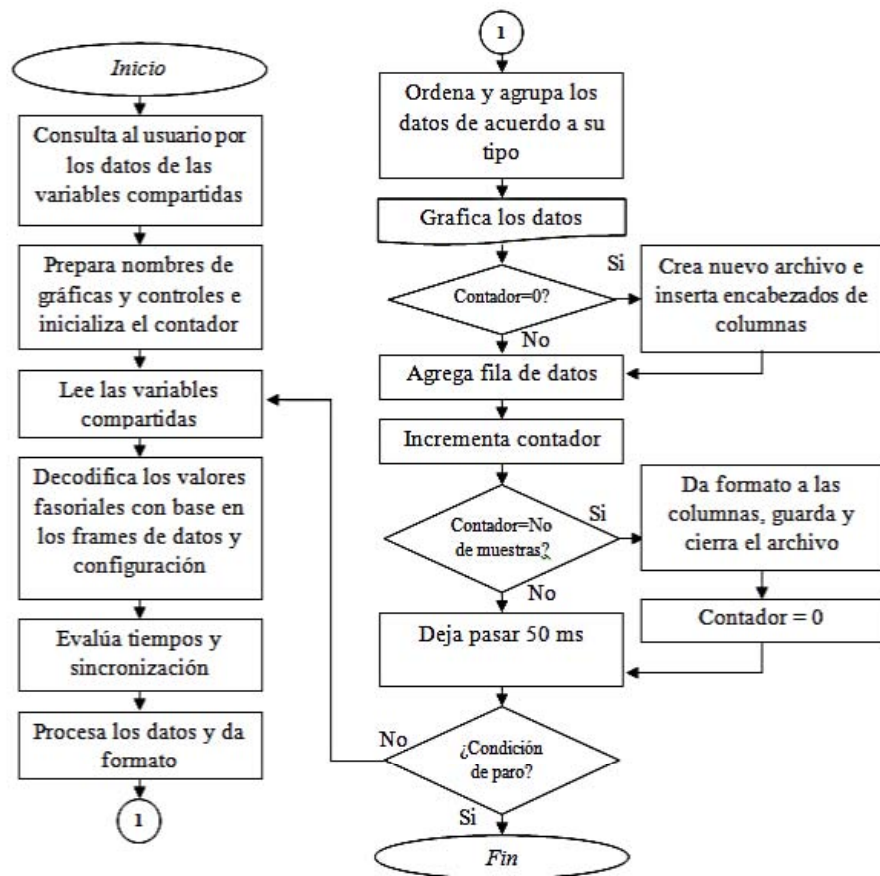 Inicio
Consulta al usuario por
los datos de las
variables compartidas
Prepara nombres de
gráficas y controles e
inicializa el contador
Lee las variables
compartidas
Decodifica los valores
fasoriales con base en
los frames de datos y
configuración
Evalúa tiempos y
sincronización
Procesa los datos y da
formato
1
1
Ordena y agrupa los
datos de acuerdo a su
tipo
Grafica los datos
Contador=0?
Si
Crea nuevo archivo e
inserta encabezados de
columnas
No
Agrega fila de datos
Incrementa contador
Contador=No
de muestras?
Si
Da formato a las
columnas, guarda y
cierra el archivo
Contador = 0
No
Deja pasar 50 ms
¿Condición
de paro?
No
Si
Fin